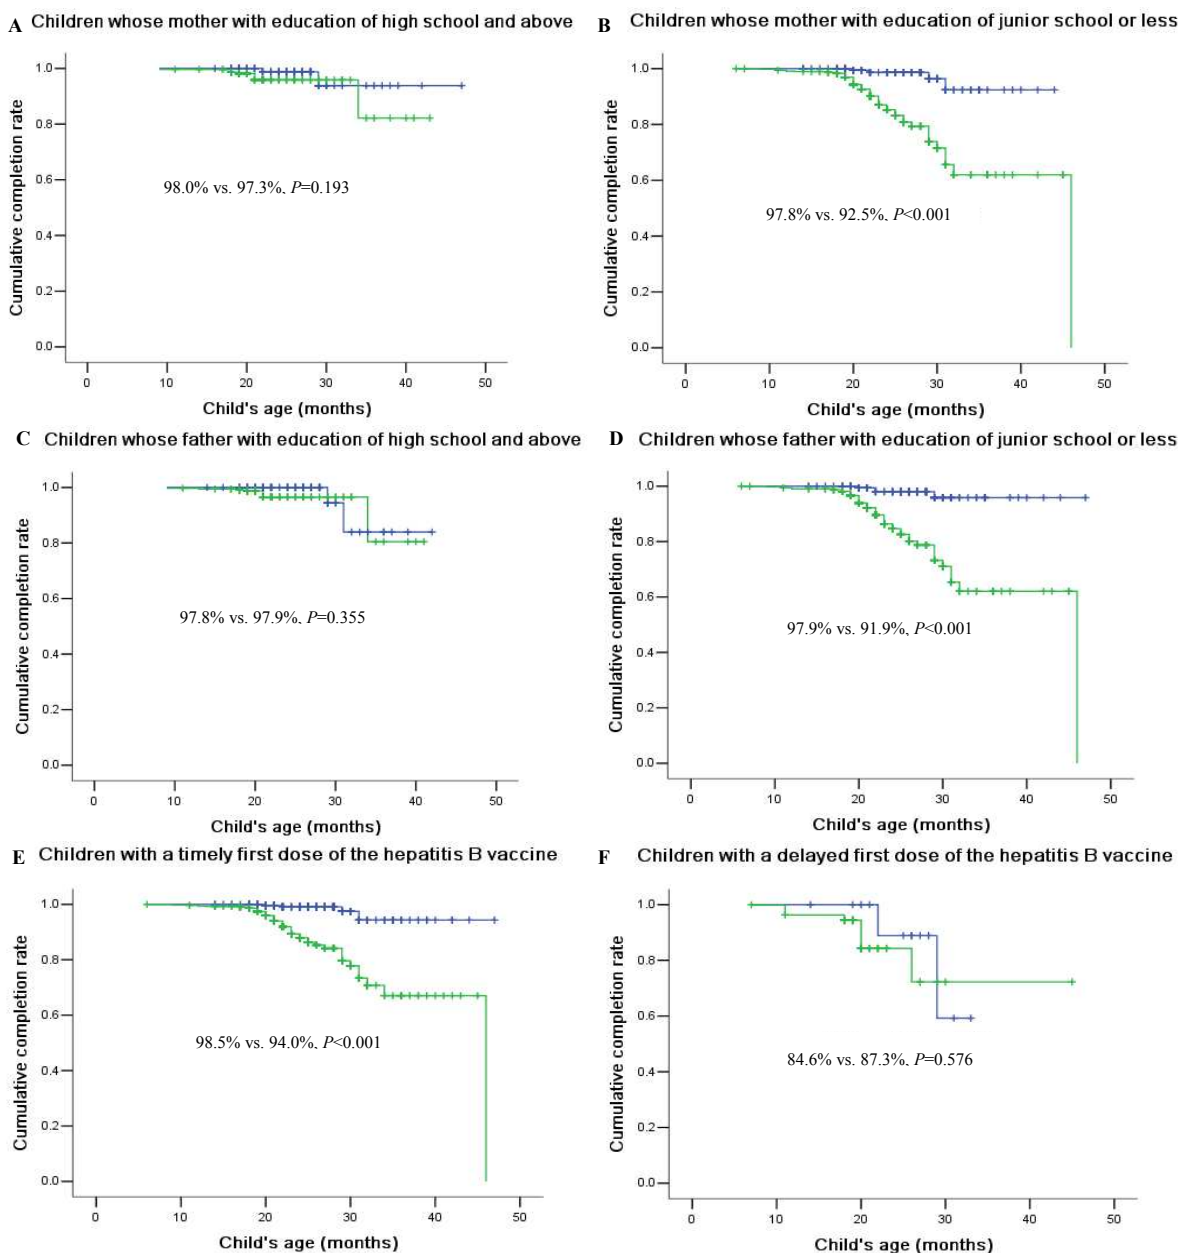 A Children whose mother with education of high school and above
1.0
0.8
0.6
0.4
0.2
0.0
Cumulative completion rate
98.0% vs. 97.3%, P=0.193
0 10 20 30 40 50
Child's age (months)
B Children whose mother with education of junior school or less
1.0
0.8
0.6
0.4
0.2
0.0
Cumulative completion rate
97.8% vs. 92.5%, P<0.001
0 10 20 30 40 50
Child's age (months)
C Children whose father with education of high school and above
1.0
0.8
0.6
0.4
0.2
0.0
Cumulative completion rate
97.8% vs. 97.9%, P=0.355
0 10 20 30 40 50
Child's age (months)
D Children whose father with education of junior school or less
1.0
0.8
0.6
0.4
0.2
0.0
Cumulative completion rate
97.9% vs. 91.9%, P<0.001
0 10 20 30 40 50
Child's age (months)
E Children with a timely first dose of the hepatitis B vaccine
1.0
0.8
0.6
0.4
0.2
0.0
Cumulative completion rate
98.5% vs. 94.0%, P<0.001
0 10 20 30 40 50
Child's age (months)
F Children with a delayed first dose of the hepatitis B vaccine
1.0
0.8
0.6
0.4
0.2
0.0
Cumulative completion rate
84.6% vs. 87.3%, P=0.576
0 10 20 30 40 50
Child's age (months)